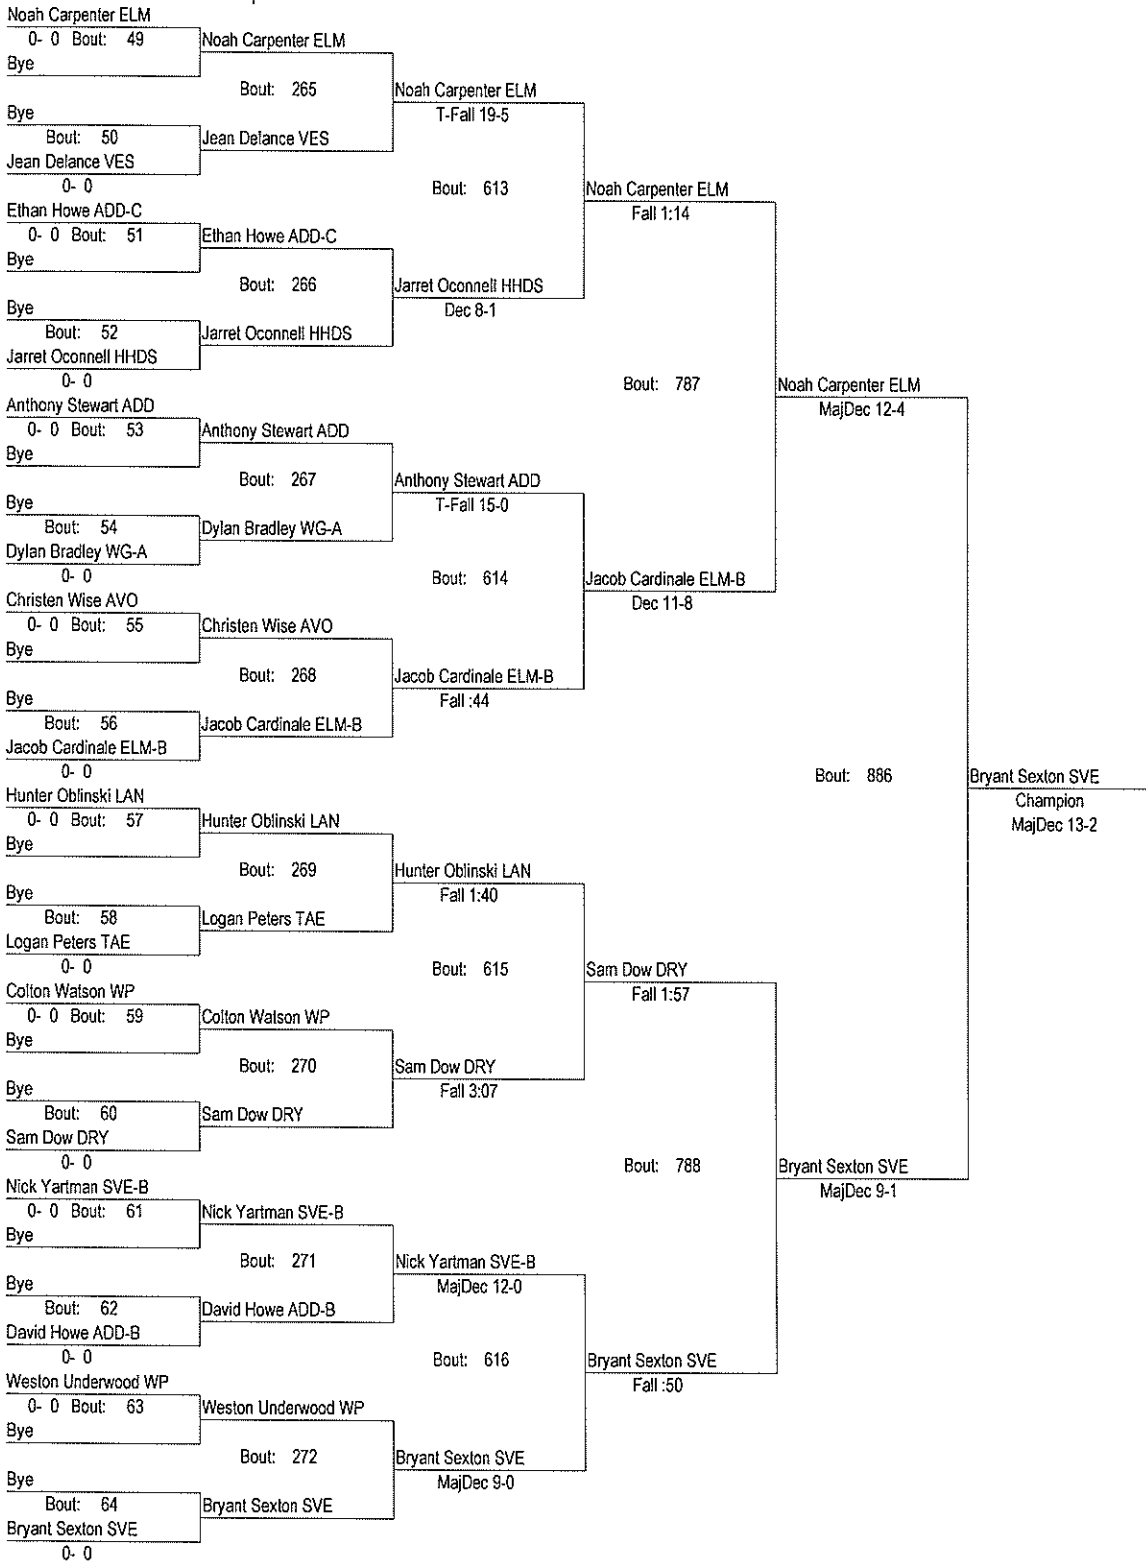 Noah Carpenter ELM
0- 0 Bout: 49
Bye
Noah Carpenter ELM
Bout: 265
Bye
Bout: 50
Jean Delance VES
0- 0
Jean Delance VES
Noah Carpenter ELM
T-Fall 19-5
Bout: 613
Ethan Howe ADD-C
0- 0 Bout: 51
Bye
Ethan Howe ADD-C
Bout: 266
Bye
Bout: 52
Jarret Oconnell HHDS
0- 0
Jarret Oconnell HHDS
Jarret Oconnell HHDS
Dec 8-1
Noah Carpenter ELM
Fall 1:14
Bout: 787
Anthony Stewart ADD
0- 0 Bout: 53
Bye
Anthony Stewart ADD
Bout: 267
Bye
Bout: 54
Dylan Bradley WG-A
0- 0
Dylan Bradley WG-A
Anthony Stewart ADD
T-Fall 15-0
Bout: 614
Christen Wise AVO
0- 0 Bout: 55
Bye
Christen Wise AVO
Bout: 268
Bye
Bout: 56
Jacob Cardinale ELM-B
0- 0
Jacob Cardinale ELM-B
Jacob Cardinale ELM-B
Fall :44
Jacob Cardinale ELM-B
Dec 11-8
Noah Carpenter ELM
MajDec 12-4
Bout: 886
Hunter Oblinski LAN
0- 0 Bout: 57
Bye
Hunter Oblinski LAN
Bout: 269
Bye
Bout: 58
Logan Peters TAE
0- 0
Logan Peters TAE
Hunter Oblinski LAN
Fall 1:40
Bout: 615
Colton Watson WP
0- 0 Bout: 59
Bye
Colton Watson WP
Bout: 270
Bye
Bout: 60
Sam Dow DRY
0- 0
Sam Dow DRY
Sam Dow DRY
Fall 3:07
Sam Dow DRY
Fall 1:57
Bout: 788
Nick Yartman SVE-B
0- 0 Bout: 61
Bye
Nick Yartman SVE-B
Bout: 271
Bye
Bout: 62
David Howe ADD-B
0- 0
David Howe ADD-B
Nick Yartman SVE-B
MajDec 12-0
Bout: 616
Weston Underwood WP
0- 0 Bout: 63
Bye
Weston Underwood WP
Bout: 272
Bye
Bout: 64
Bryant Sexton SVE
0- 0
Bryant Sexton SVE
Bryant Sexton SVE
MajDec 9-0
Bryant Sexton SVE
Fall :50
Bryant Sexton SVE
MajDec 9-1
Bryant Sexton SVE
Champion
MajDec 13-2